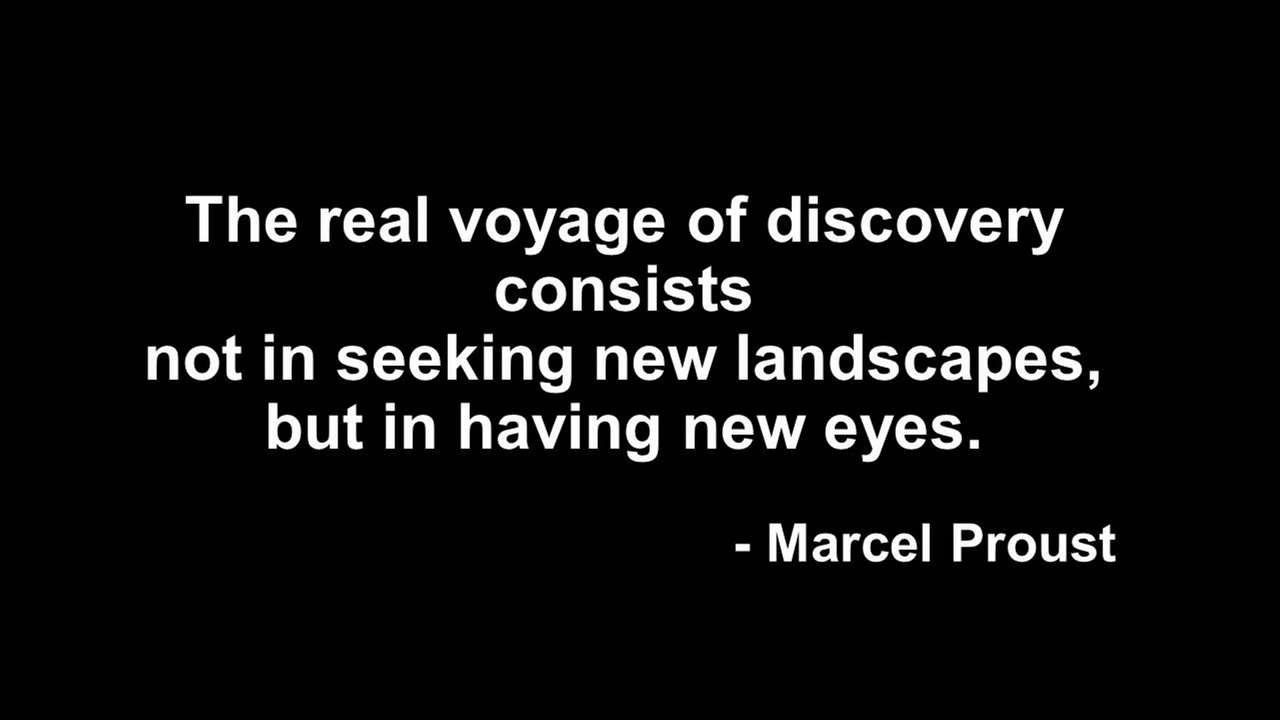 The real voyage of discovery
consists
not in seeking new landscapes,
but in having new eyes.
- Marcel Proust